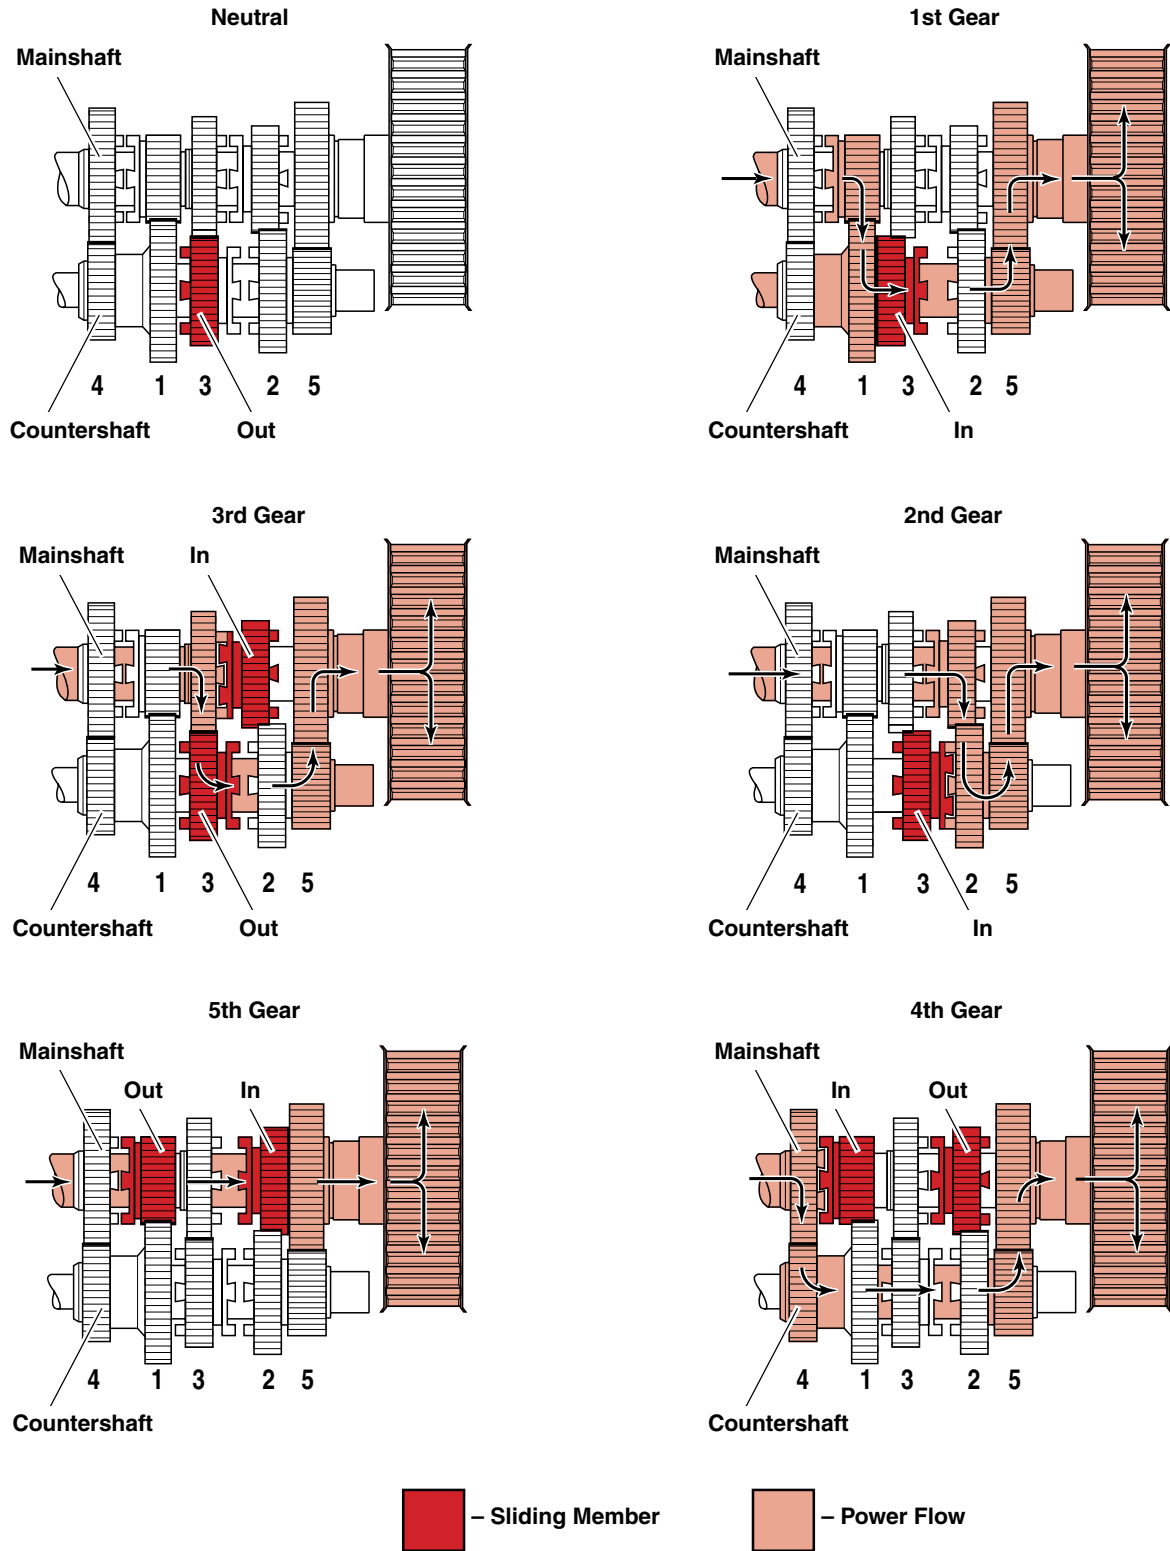 Neutral
Mainshaft
4 1 3 2 5
Countershaft Out
1st Gear
Mainshaft
4 1 3 2 5
Countershaft In
3rd Gear
Mainshaft In
4 1 3 2 5
Countershaft Out
2nd Gear
Mainshaft
4 1 3 2 5
Countershaft In
5th Gear
Mainshaft
Out In
4 1 3 2 5
Countershaft
4th Gear
Mainshaft
In Out
4 1 3 2 5
Countershaft
– Sliding Member
– Power Flow